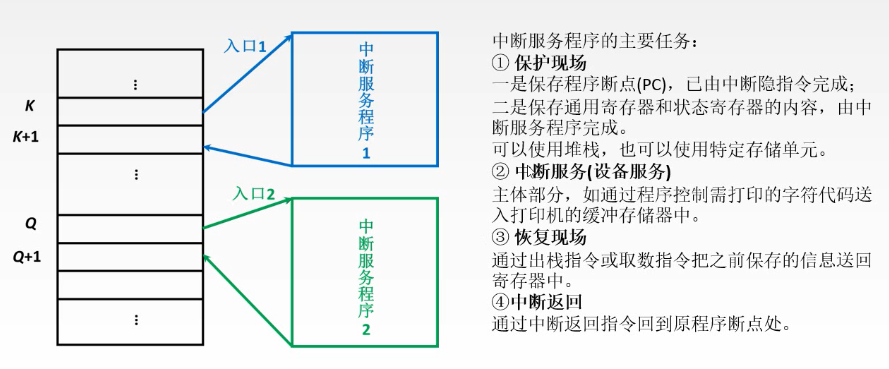 入口1
中断服务程序1
⋮
K
K+1
⋮
入口2
Q
Q+1
中断服务程序2
⋮
中断服务程序的主要任务：
① 保护现场
一是保存程序断点(PC)，已由中断隐指令完成；
二是保存通用寄存器和状态寄存器的内容，由中
断服务程序完成。
可以使用堆栈，也可以使用特定存储单元。
② 中断服务(设备服务)
主体部分，如通过程序控制需打印的字符代码送
入打印机的缓冲存储器中。
③ 恢复现场
通过出栈指令或取数指令把之前保存的信息送回
寄存器中。
④中断返回
通过中断返回指令回到原程序断点处。